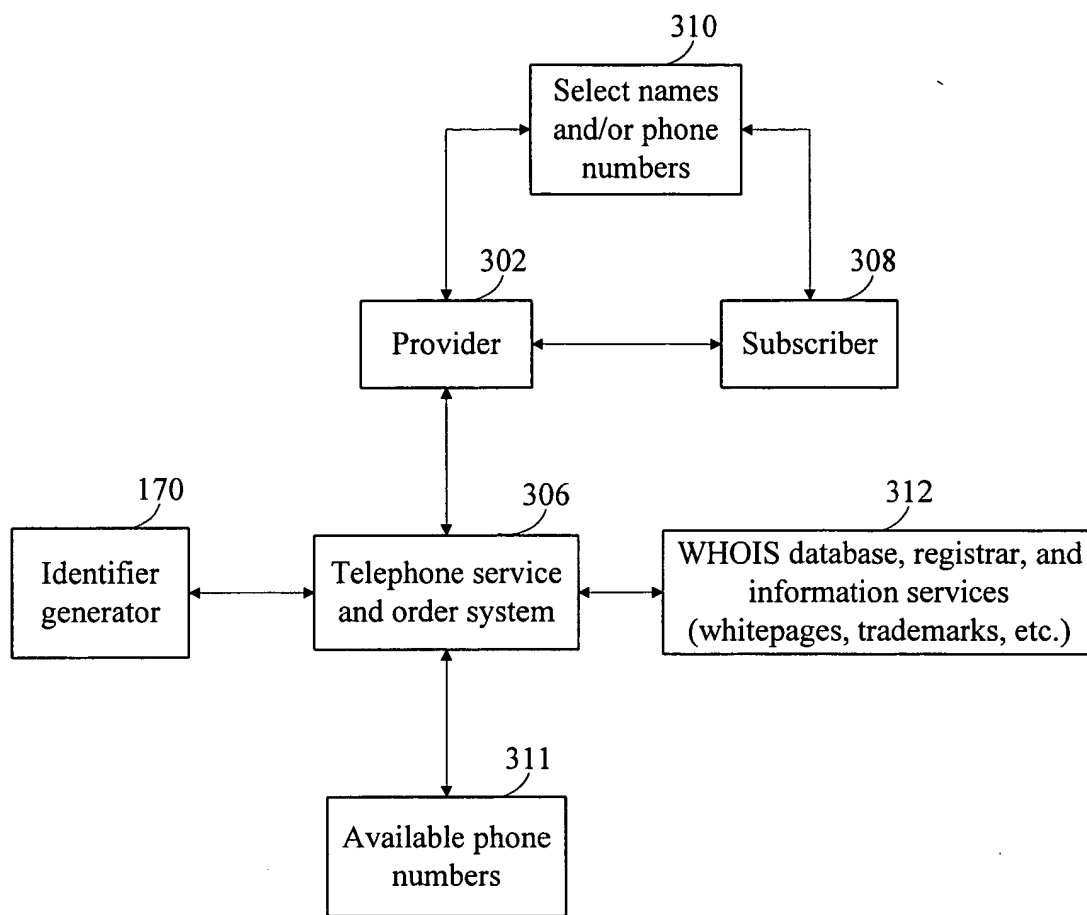 310
Select names
and/or phone
numbers
302
308
Provider
Subscriber
170
306
312
Identifier
generator
Telephone service
and order system
WHOIS database, registrar, and
information services
(whitepages, trademarks, etc.)
311
Available phone
numbers